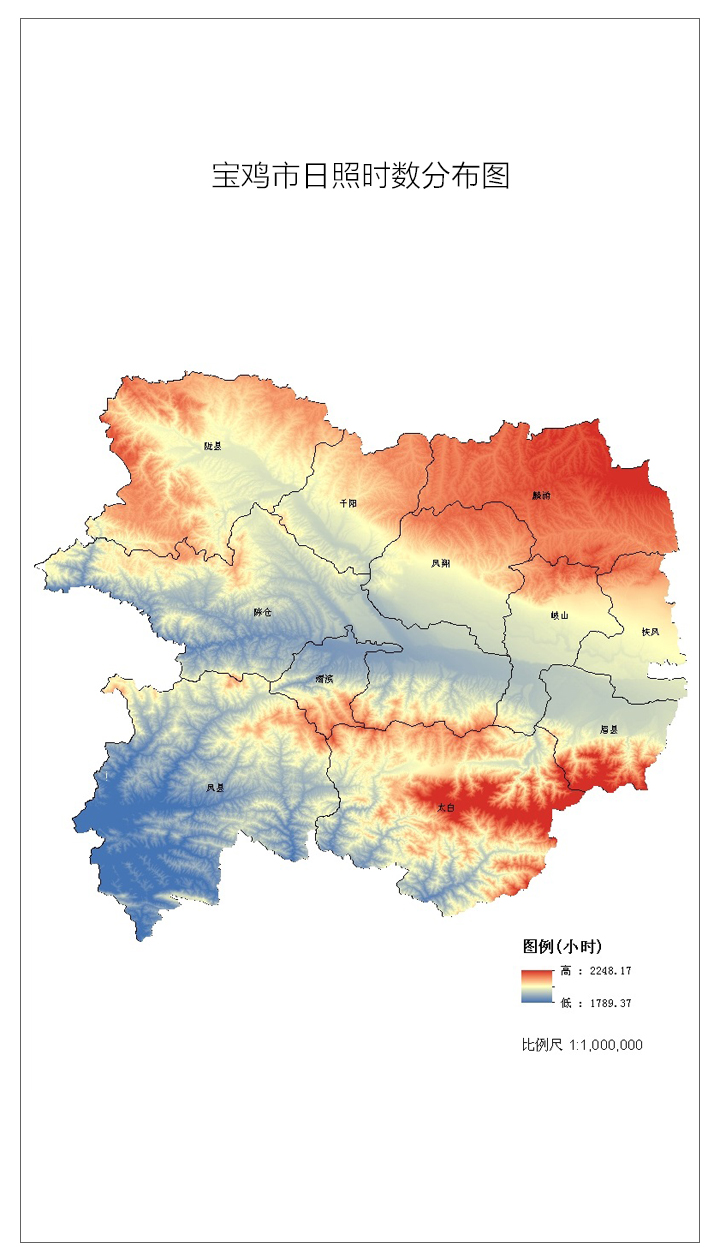 宝鸡市日照时数分布图
陇县
千阳
麟游
凤翔
陈仓
岐山
扶风
渭滨
眉县
凤县
太白
图例(小时)
高 : 2248.17
低 : 1789.37
比例尺 1:1,000,000